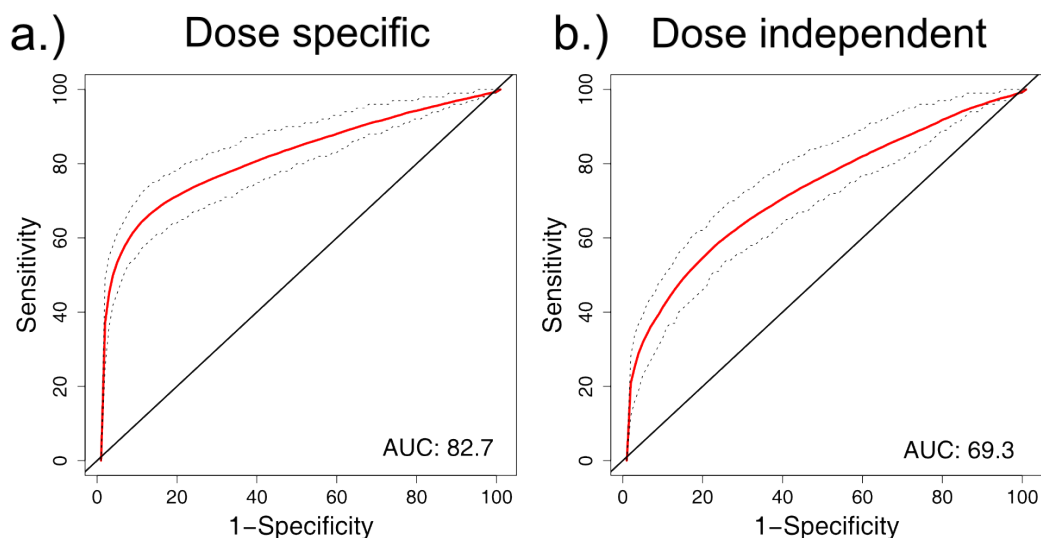 a.) Dose specific
100
80
60
40
20
0
Sensitivity
AUC: 82.7
0 20 40 60 80 100
1−Specificity
b.) Dose independent
100
80
60
40
20
0
Sensitivity
AUC: 69.3
0 20 40 60 80 100
1−Specificity